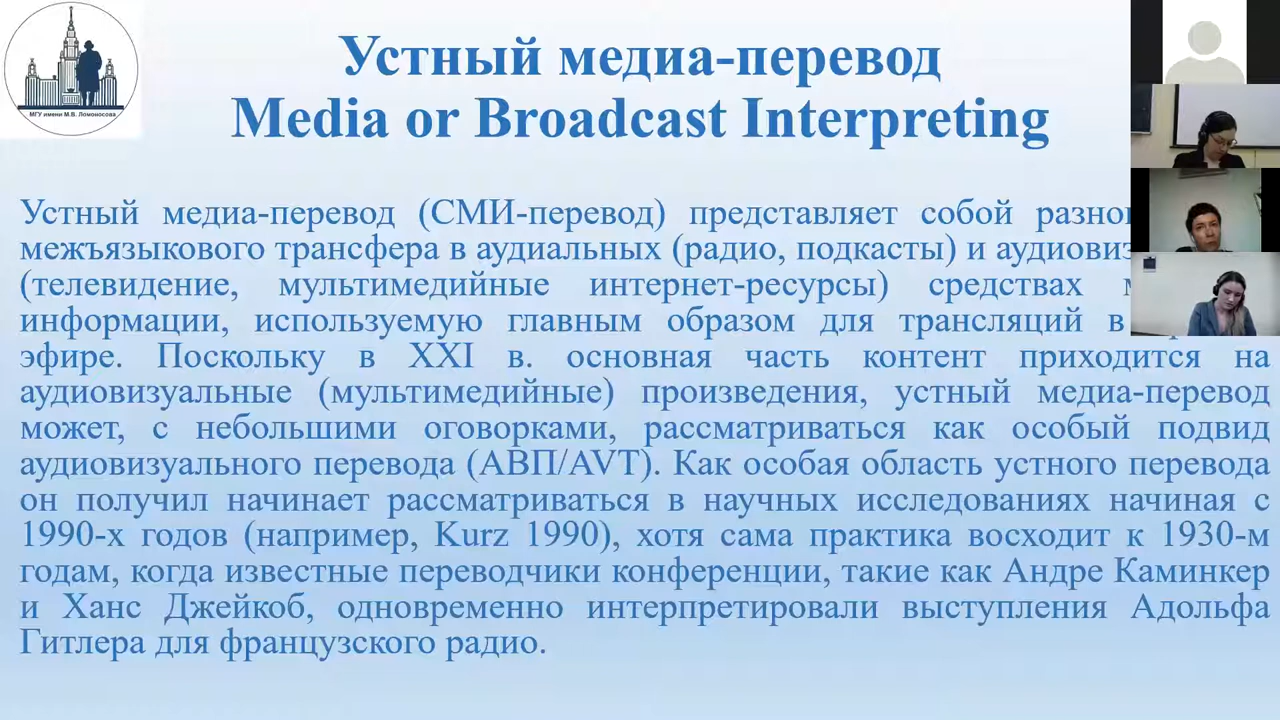 МГУ имени М.В. Ломоносова
Устный медиа-перевод
Media or Broadcast Interpreting
Устный медиа-перевод (СМИ-перевод) представляет собой
межъязыкового трансфера в аудиальных (радио, подкасты) и
(телевидение, мультимедийные интернет-ресурсы) средствах
информации, используемую главным образом для трансляций в
эфире. Поскольку в XXI в. основная часть контент приходится на
аудиовизуальные (мультимедийные) произведения, устный медиа-перевод
может, с небольшими оговорками, рассматриваться как особый подвид
аудиовизуального перевода (АВП/AVT). Как особая область устного перевода
он получил начинает рассматриваться в научных исследованиях начиная с
1990-х годов (например, Kurz 1990), хотя сама практика восходит к 1930-м
годам, когда известные переводчики конференции, такие как Андре Каминкер
и Ханс Джейкоб, одновременно интерпретировали выступления Адольфа
Гитлера для французского радио.